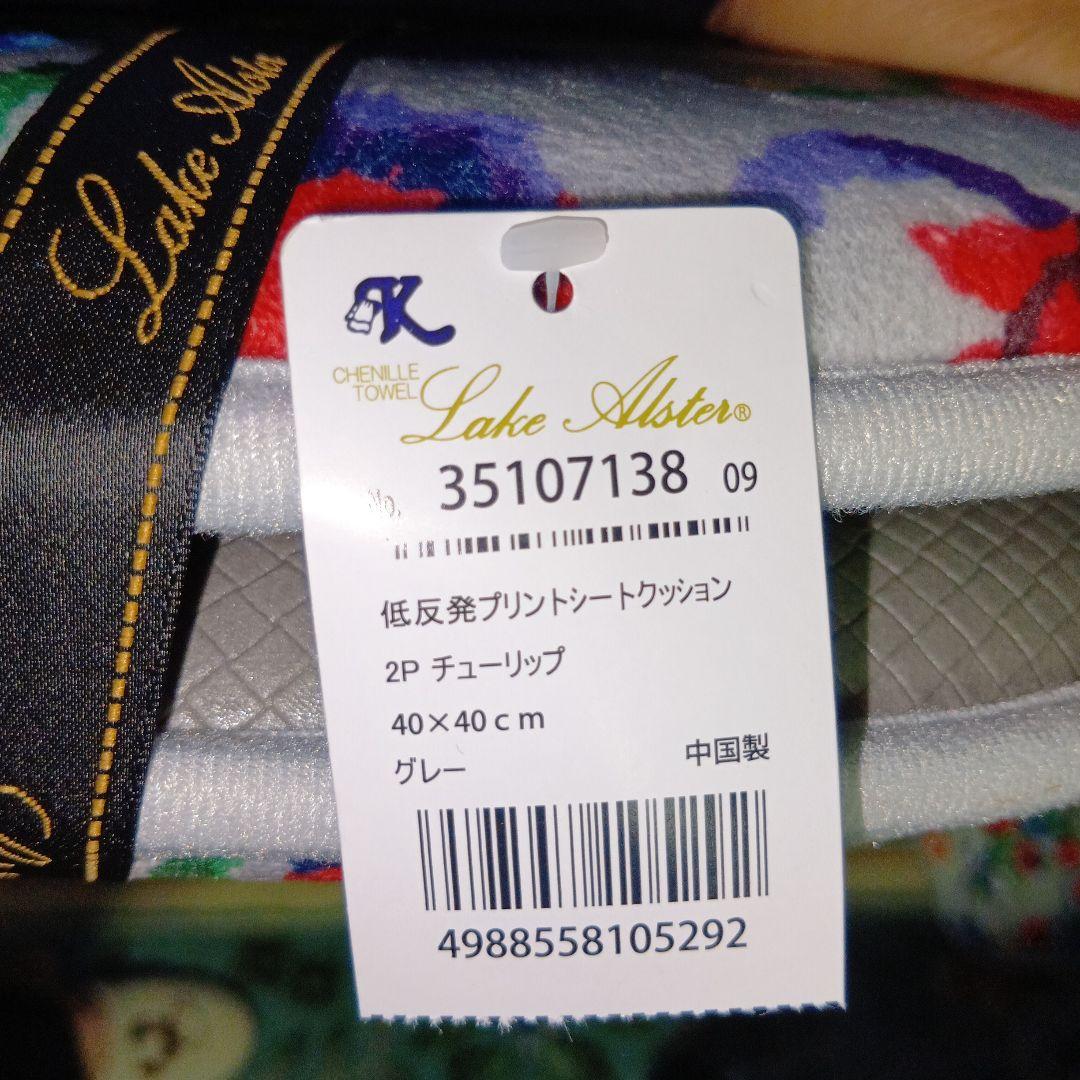 Lake Alster
K
CHENILLE
TOWEL
Lake Alster®
No. 35107138 09
低反発プリントシートクッション
2P チューリップ
40×40cm
グレー 中国製
4988558105292
3